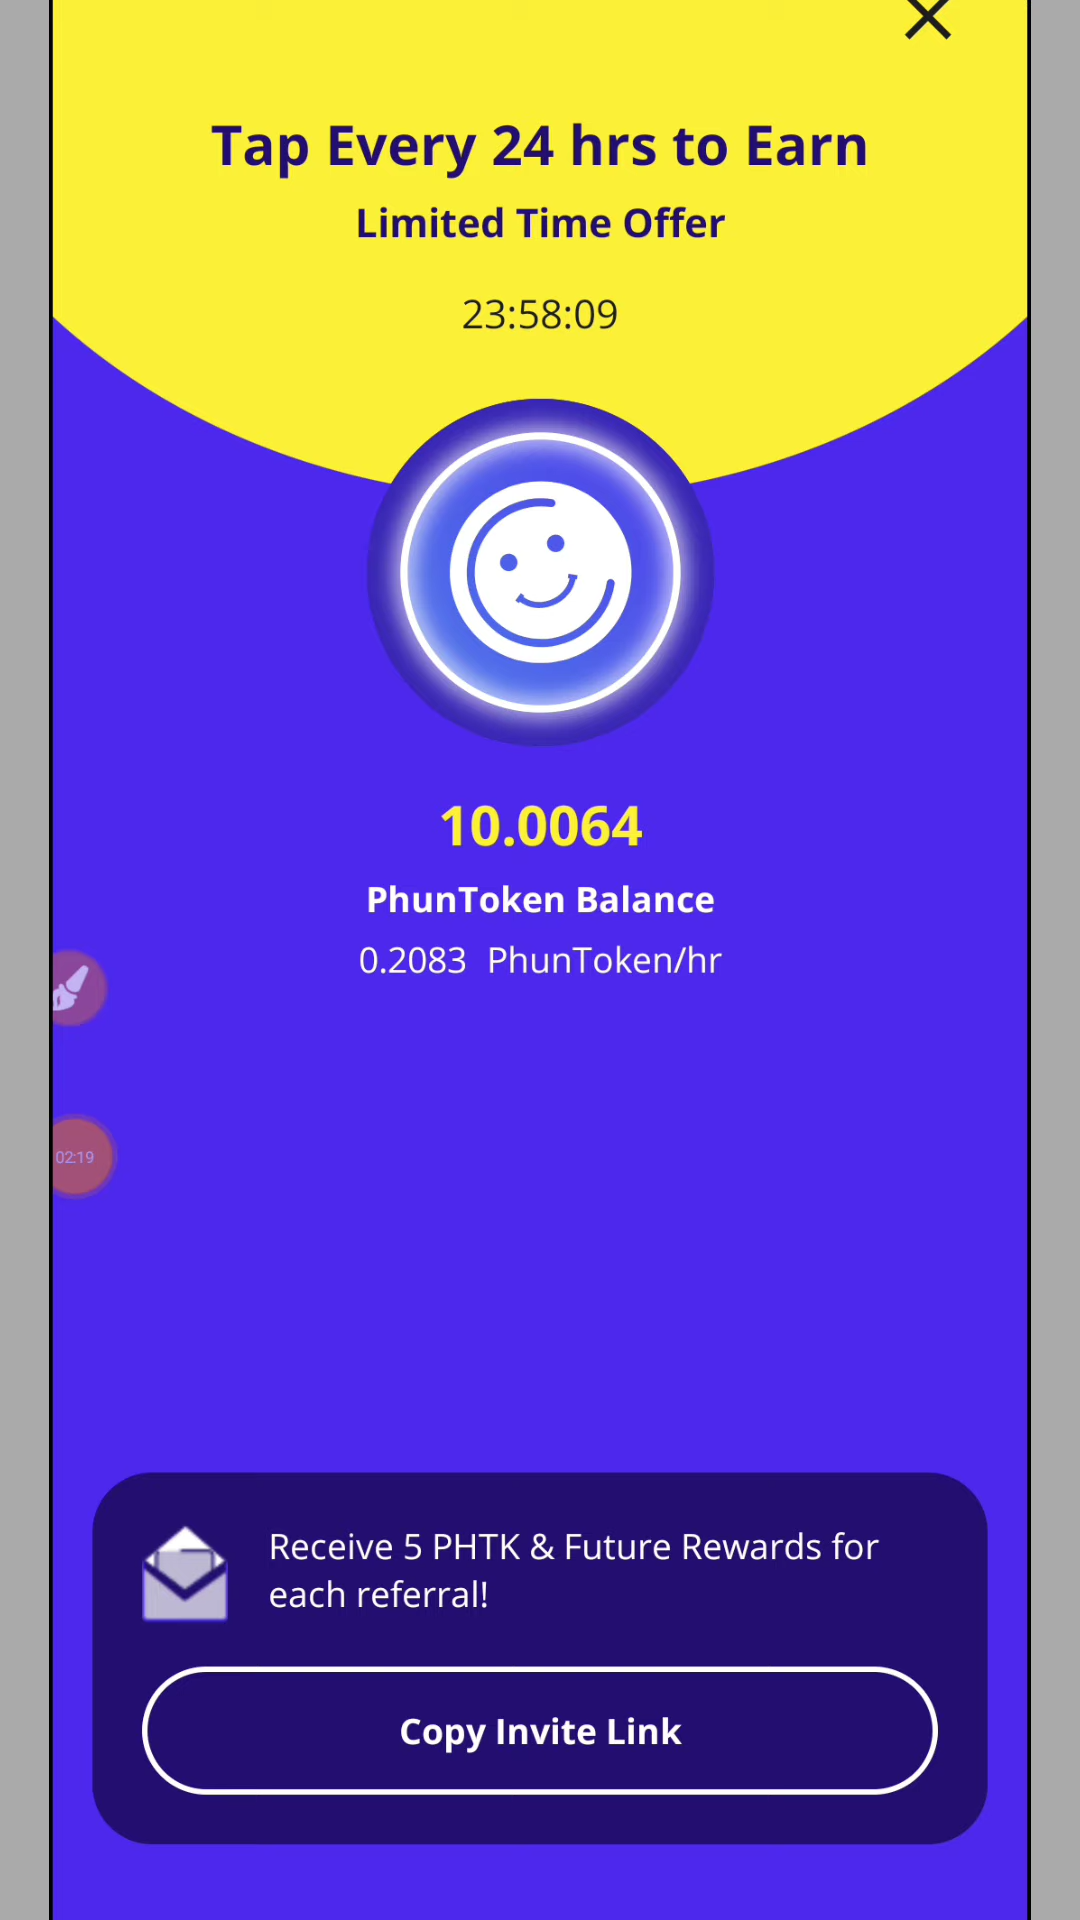 Tap Every 24 hrs to Earn
Limited Time Offer
23:58:09
10.0064
PhunToken Balance
0.2083 PhunToken/hr
02:19
Receive 5 PHTK & Future Rewards for
each referral!
Copy Invite Link